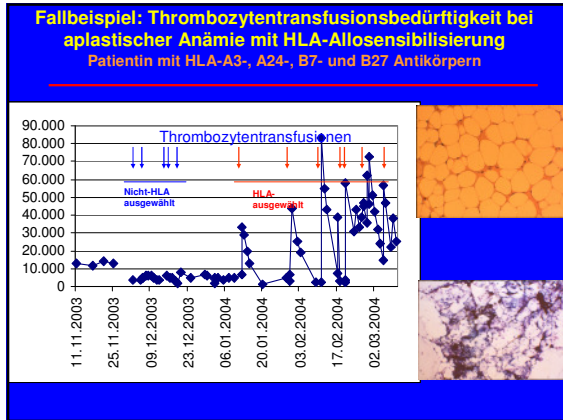 Fallbeispiel: Thrombozytentransfusionsbedürftigkeit bei
aplastischer Anämie mit HLA-Allosensibilisierung
Patientin mit HLA-A3-, A24-, B7- und B27 Antikörpern
Thrombozytentransfusionen
Nicht-HLA
ausgewählt
HLA-
ausgewählt
90.000
80.000
70.000
60.000
50.000
40.000
30.000
20.000
10.000
0
11.11.2003
25.11.2003
09.12.2003
23.12.2003
06.01.2004
20.01.2004
03.02.2004
17.02.2004
02.03.2004